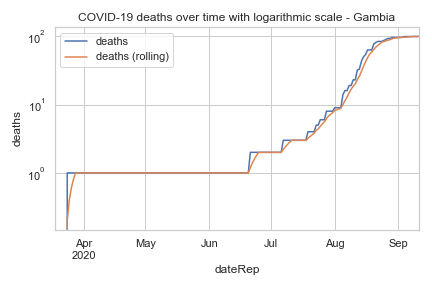 COVID-19 deaths over time with logarithmic scale - Gambia
deaths
deaths (rolling)
10²
10¹
10⁰
deaths
Apr May Jun Jul Aug Sep
2020
dateRep